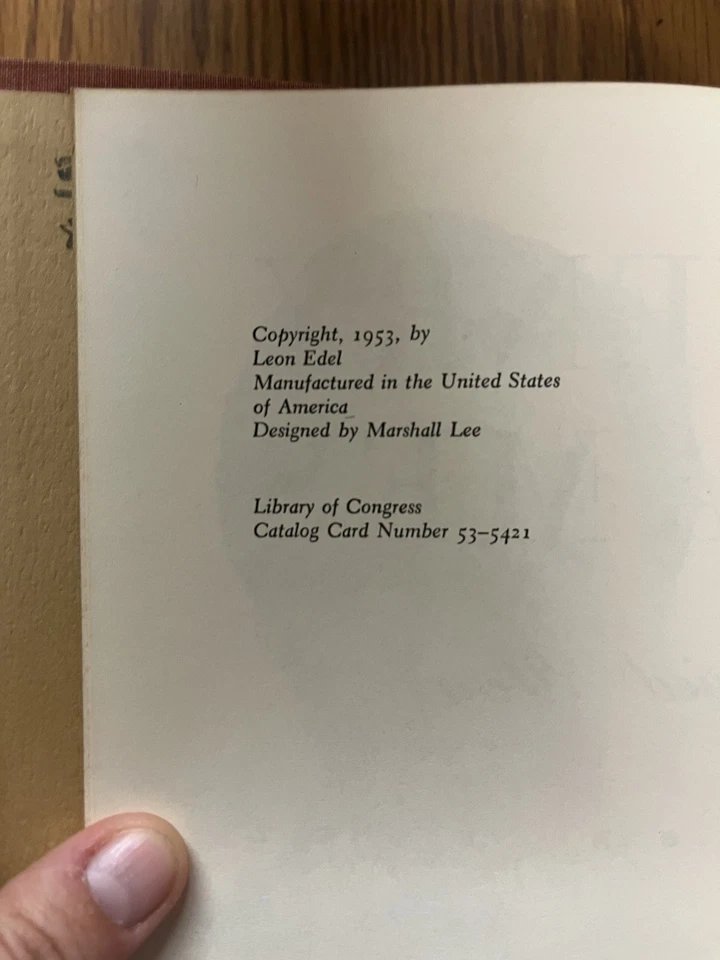 Copyright, 1953, by
Leon Edel
Manufactured in the United States
of America
Designed by Marshall Lee
Library of Congress
Catalog Card Number 53–5421